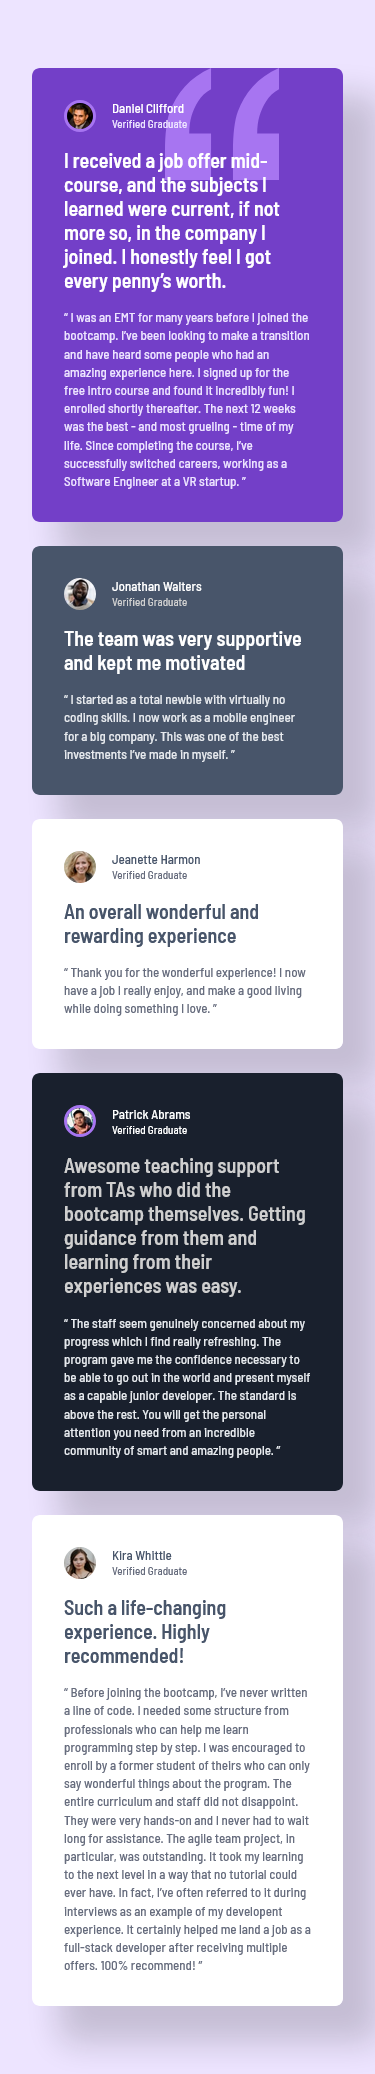 Daniel Clifford
Verified Graduate
I received a job offer mid-
course, and the subjects I
learned were current, if not
more so, in the company I
joined. I honestly feel I got
every penny’s worth.
“ I was an EMT for many years before I joined the
bootcamp. I’ve been looking to make a transition
and have heard some people who had an
amazing experience here. I signed up for the
free intro course and found it incredibly fun! I
enrolled shortly thereafter. The next 12 weeks
was the best - and most grueling - time of my
life. Since completing the course, I’ve
successfully switched careers, working as a
Software Engineer at a VR startup. ”
Jonathan Walters
Verified Graduate
The team was very supportive
and kept me motivated
“ I started as a total newbie with virtually no
coding skills. I now work as a mobile engineer
for a big company. This was one of the best
investments I’ve made in myself. ”
Jeanette Harmon
Verified Graduate
An overall wonderful and
rewarding experience
“ Thank you for the wonderful experience! I now
have a job I really enjoy, and make a good living
while doing something I love. ”
Patrick Abrams
Verified Graduate
Awesome teaching support
from TAs who did the
bootcamp themselves. Getting
guidance from them and
learning from their
experiences was easy.
“ The staff seem genuinely concerned about my
progress which I find really refreshing. The
program gave me the confidence necessary to
be able to go out in the world and present myself
as a capable junior developer. The standard is
above the rest. You will get the personal
attention you need from an incredible
community of smart and amazing people. ”
Kira Whittle
Verified Graduate
Such a life-changing
experience. Highly
recommended!
“ Before joining the bootcamp, I’ve never written
a line of code. I needed some structure from
professionals who can help me learn
programming step by step. I was encouraged to
enroll by a former student of theirs who can only
say wonderful things about the program. The
entire curriculum and staff did not disappoint.
They were very hands-on and I never had to wait
long for assistance. The agile team project, in
particular, was outstanding. It took my learning
to the next level in a way that no tutorial could
ever have. In fact, I’ve often referred to it during
interviews as an example of my developent
experience. It certainly helped me land a job as a
full-stack developer after receiving multiple
offers. 100% recommend! ”